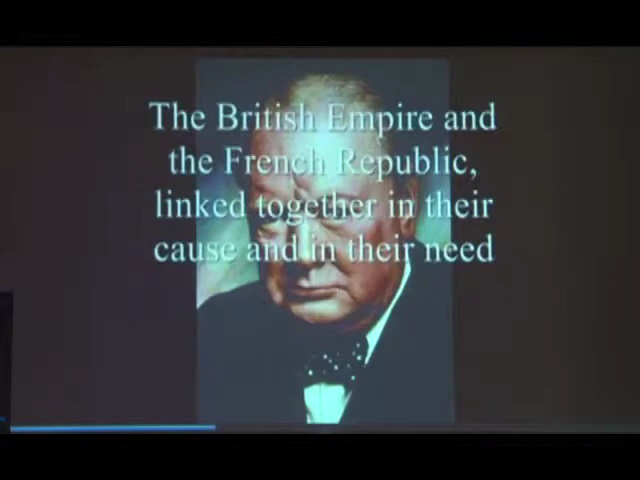 The British Empire and
the French Republic,
linked together in their
cause and in their need